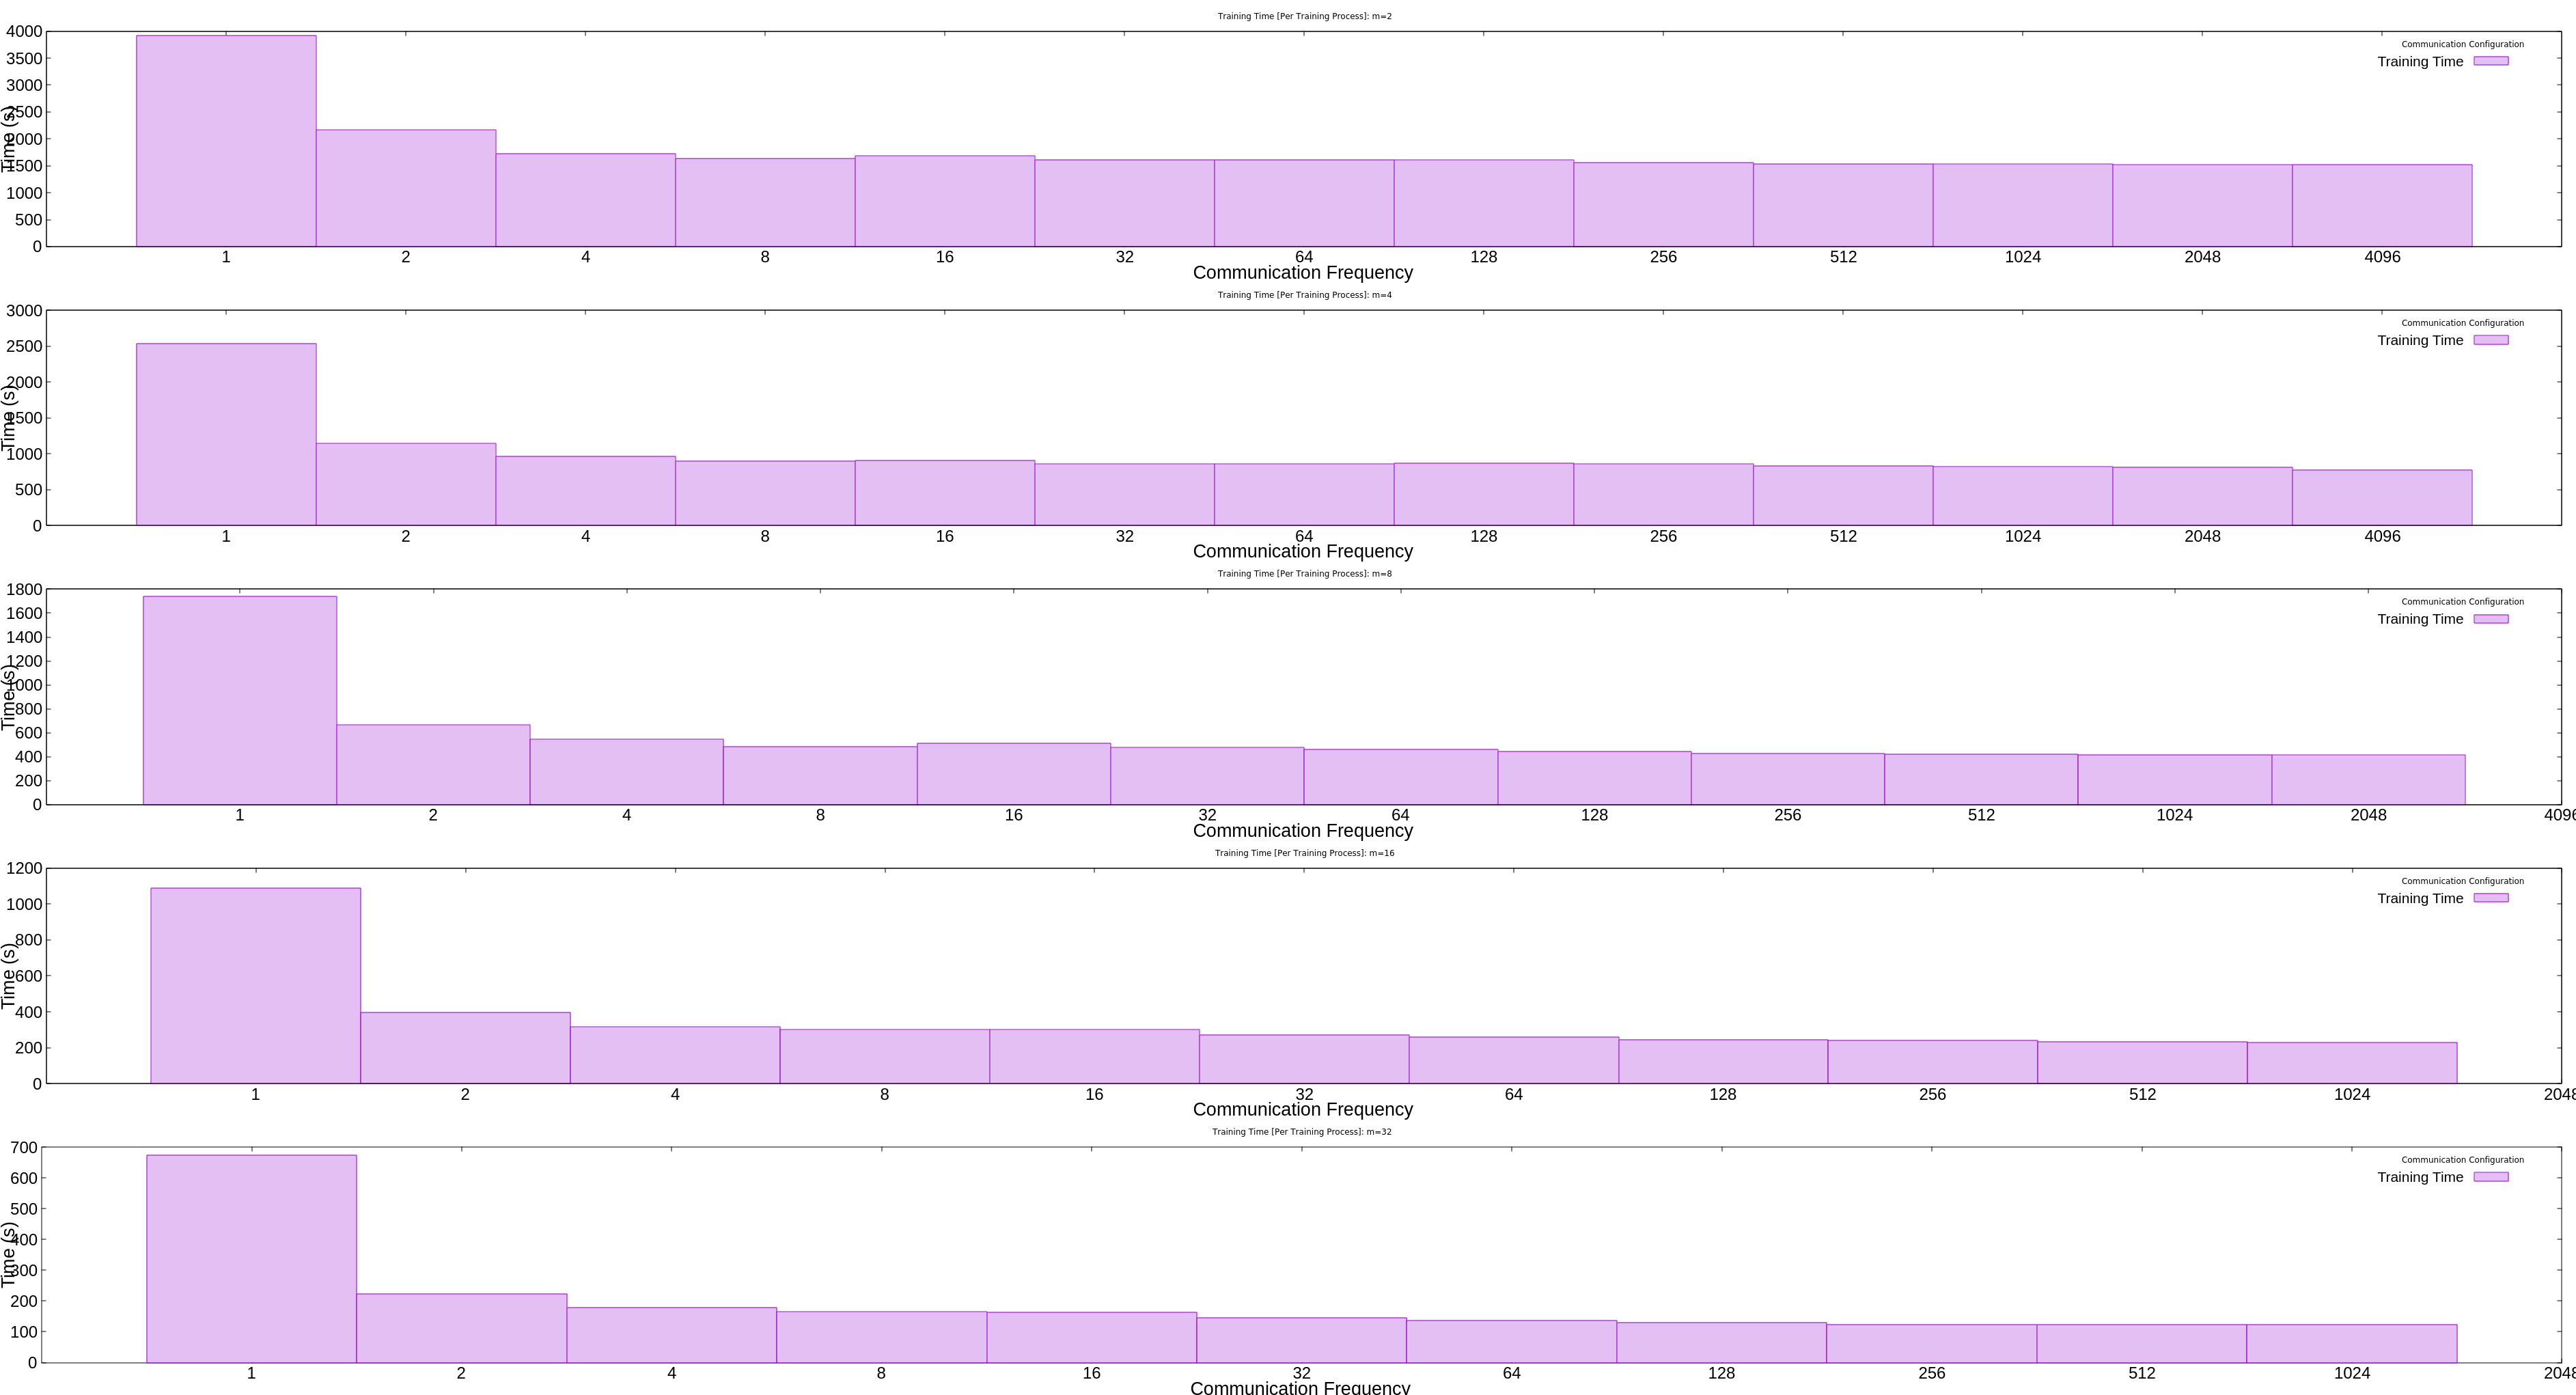 Training Time [Per Training Process]: m=2
Communication Configuration
Training Time
Time (s)
4000
3500
3000
2500
2000
1500
1000
500
0
1 2 4 8 16 32 64 128 256 512 1024 2048 4096
Communication Frequency
Training Time [Per Training Process]: m=4
Communication Configuration
Training Time
Time (s)
3000
2500
2000
1500
1000
500
0
1 2 4 8 16 32 64 128 256 512 1024 2048 4096
Communication Frequency
Training Time [Per Training Process]: m=8
Communication Configuration
Training Time
Time (s)
1800
1600
1400
1200
1000
800
600
400
200
0
1 2 4 8 16 32 64 128 256 512 1024 2048 4096
Communication Frequency
Training Time [Per Training Process]: m=16
Communication Configuration
Training Time
Time (s)
1200
1000
800
600
400
200
0
1 2 4 8 16 32 64 128 256 512 1024 2048
Communication Frequency
Training Time [Per Training Process]: m=32
Communication Configuration
Training Time
Time (s)
700
600
500
400
300
200
100
0
1 2 4 8 16 32 64 128 256 512 1024 2048
Communication Frequency